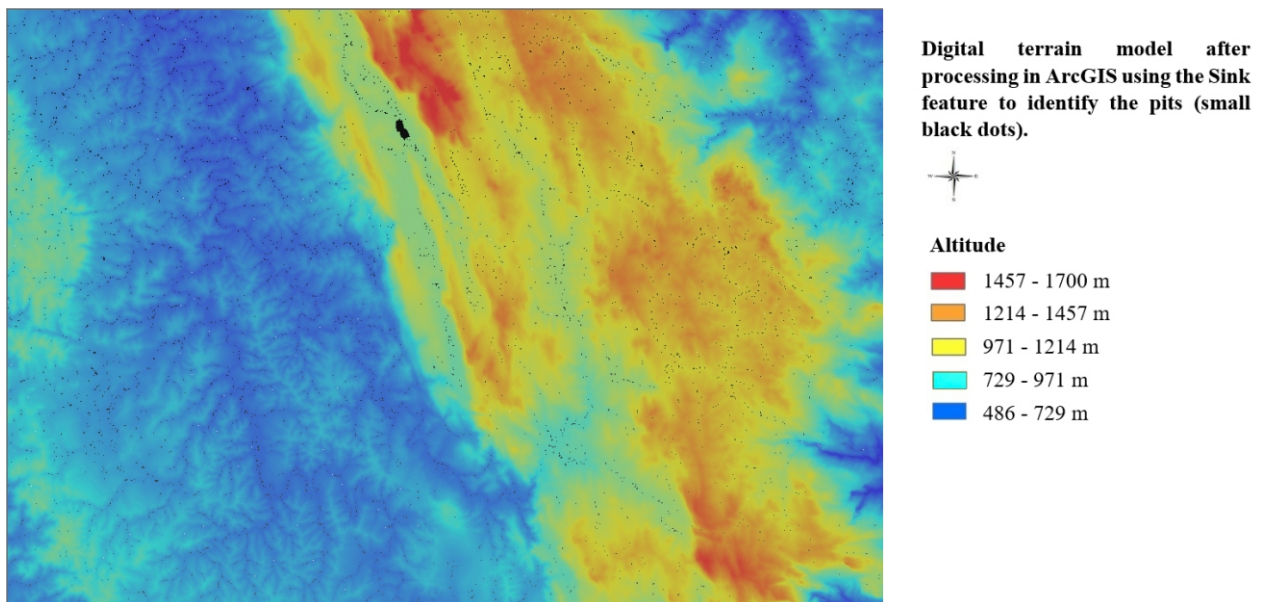 Digital terrain model after
processing in ArcGIS using the Sink
feature to identify the pits (small
black dots).
N
W
E
S
Altitude
1457 - 1700 m
1214 - 1457 m
971 - 1214 m
729 - 971 m
486 - 729 m